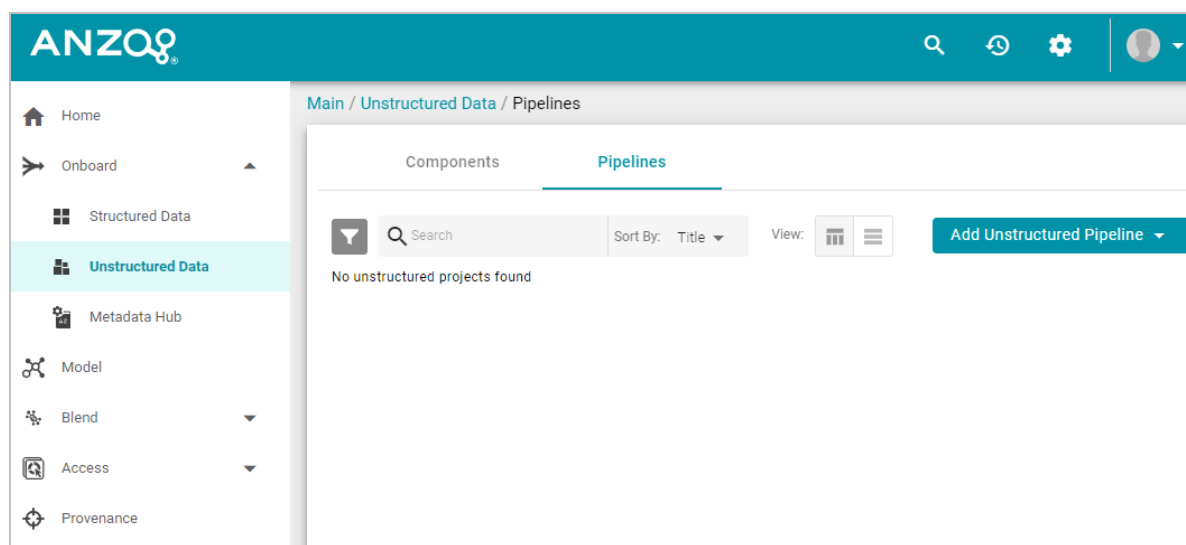 ANZO®
Home
Onboard
Structured Data
Unstructured Data
Metadata Hub
Model
Blend
Access
Provenance
Main / Unstructured Data / Pipelines
Components Pipelines
Search Sort By: Title View: Add Unstructured Pipeline
No unstructured projects found